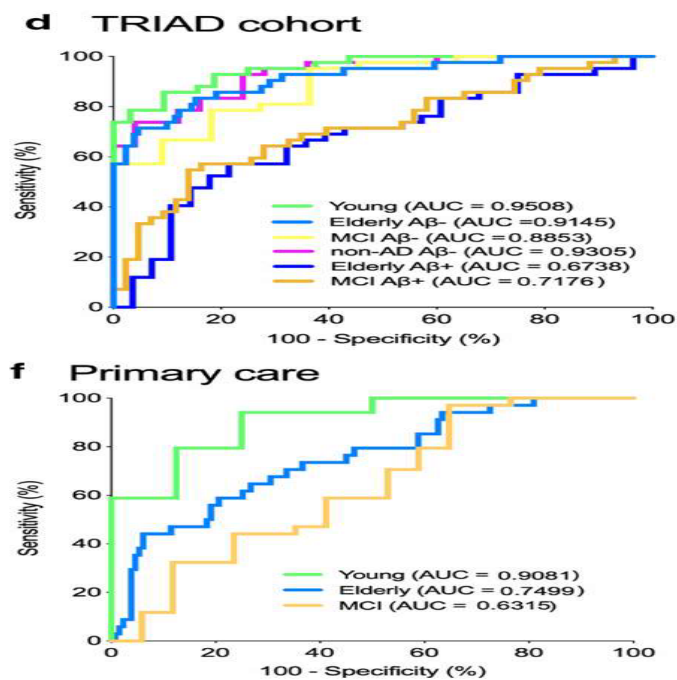 d TRIAD cohort
100
80
60
40
20
0
Sensitivity (%)
Young (AUC = 0.9508)
Elderly Aβ- (AUC =0.9145)
MCI Aβ- (AUC = 0.8853)
non-AD Aβ- (AUC = 0.9305)
Elderly Aβ+ (AUC = 0.6738)
MCI Aβ+ (AUC = 0.7176)
0 20 40 60 80 100
100 - Specificity (%)
f Primary care
100
80
60
40
20
0
Sensitivity (%)
Young (AUC = 0.9081)
Elderly (AUC = 0.7499)
MCI (AUC = 0.6315)
0 20 40 60 80 100
100 - Specificity (%)